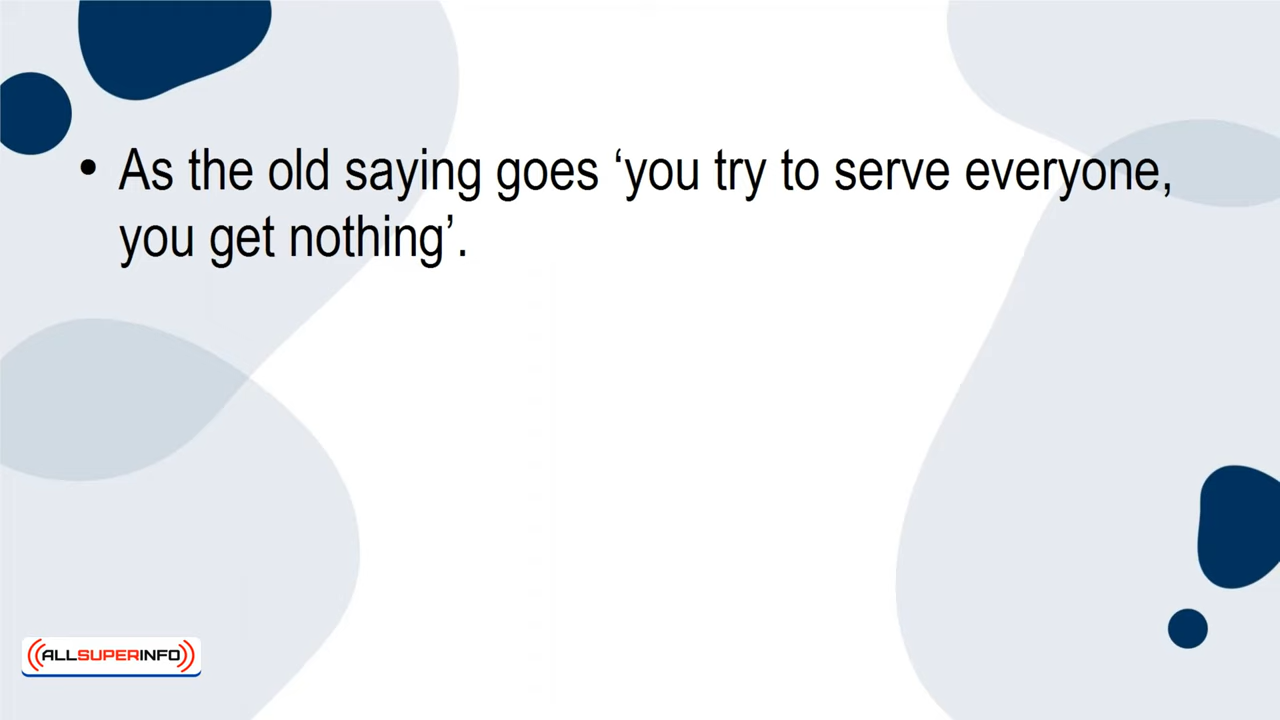 • As the old saying goes ‘you try to serve everyone,
you get nothing’.
ALLSUPERINFO